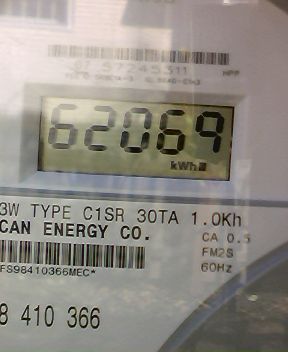 62069
kWh
3W TYPE C1SR 30TA 1.0Kh
CAN ENERGY CO.
CA 0.5
FM2S
60Hz
FS98410366MEC*
8 410 366